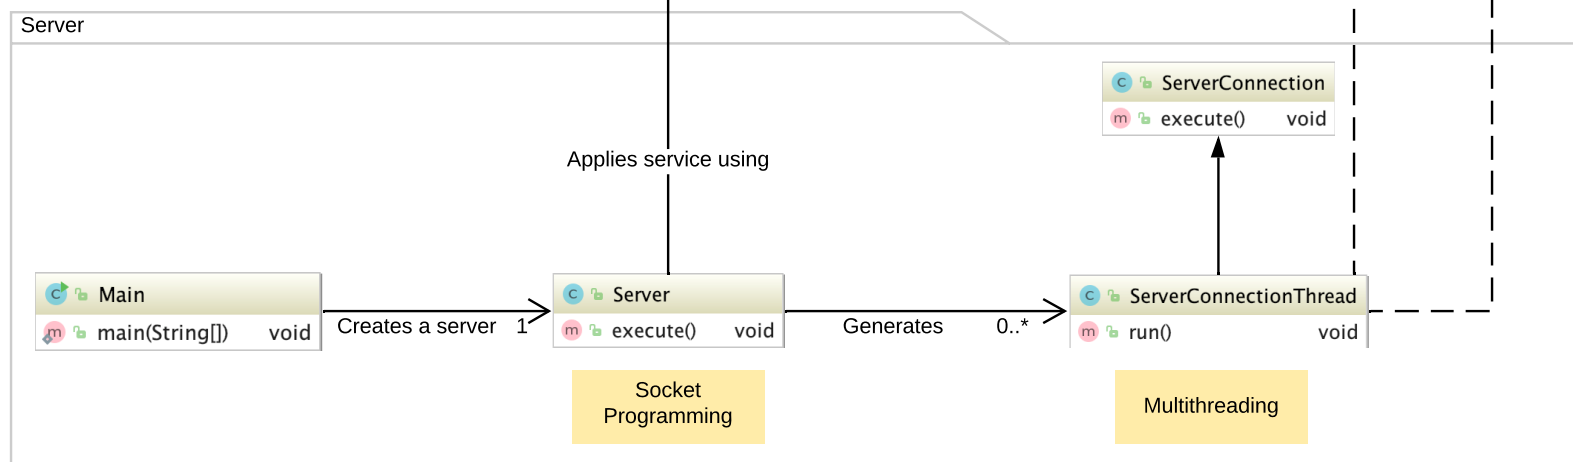 Server
C ServerConnection
m execute() void
Applies service using
C Main
m main(String[]) void
Creates a server 1
C Server
m execute() void
Generates 0..*
C ServerConnectionThread
m run() void
Socket
Programming
Multithreading